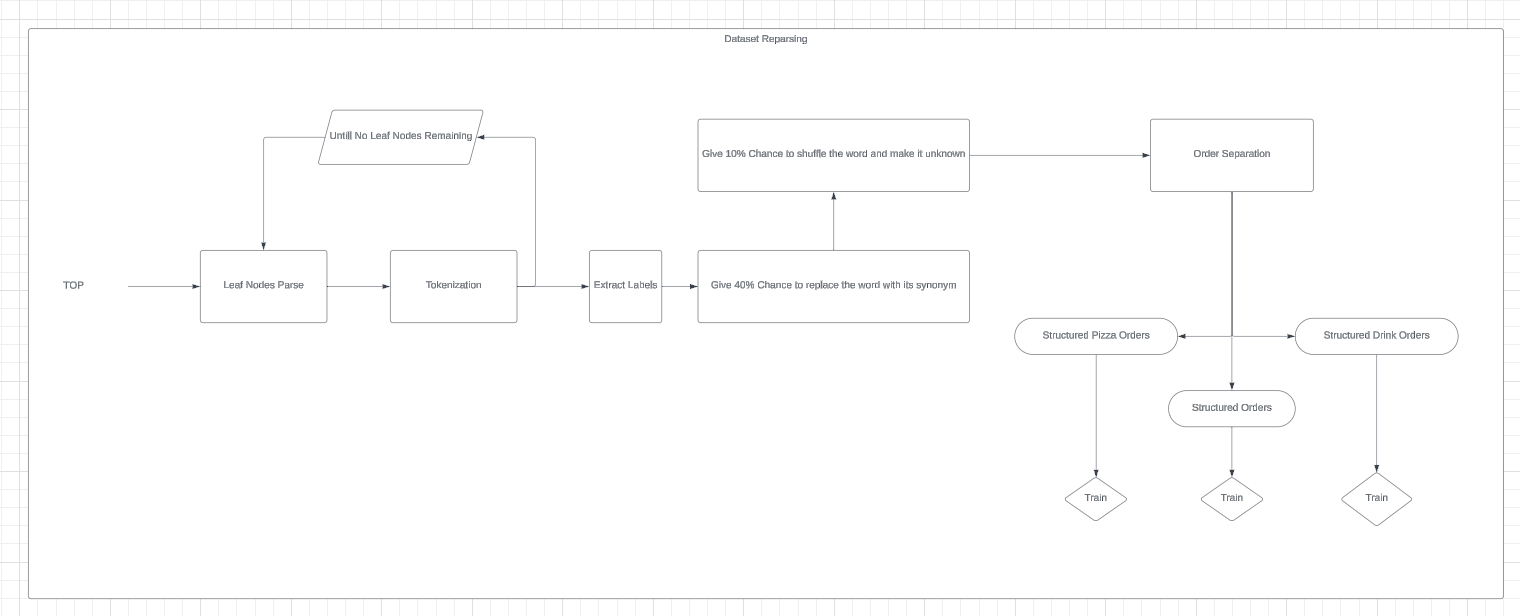 Dataset Reparsing
Untill No Leaf Nodes Remaining
Give 10% Chance to shuffle the word and make it unknown
Order Separation
TOP
Leaf Nodes Parse
Tokenization
Extract Labels
Give 40% Chance to replace the word with its synonym
Structured Pizza Orders
Structured Drink Orders
Structured Orders
Train
Train
Train